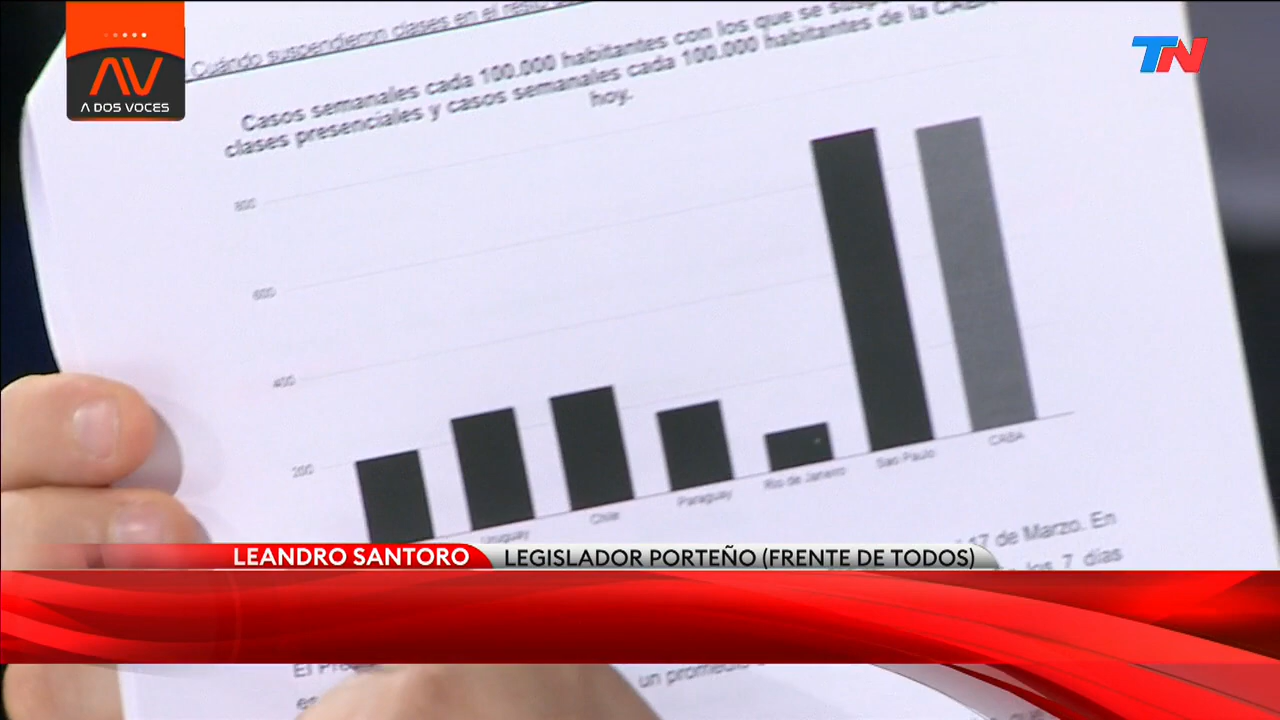 Cuándo suspendieron clases en el resto
Casos semanales cada 100.000 habitantes con los que se
clases presenciales y casos semanales cada 100.000 habitantes de la CABA
hoy.
AV
A DOS VOCES
TN
800
600
400
200
Uruguay
Chile
Paraguay
Rio de Janeiro
Sao Paulo
CABA
17 de Marzo. En
los 7 días
LEANDRO SANTORO
LEGISLADOR PORTEÑO (FRENTE DE TODOS)
El
un promedio
en